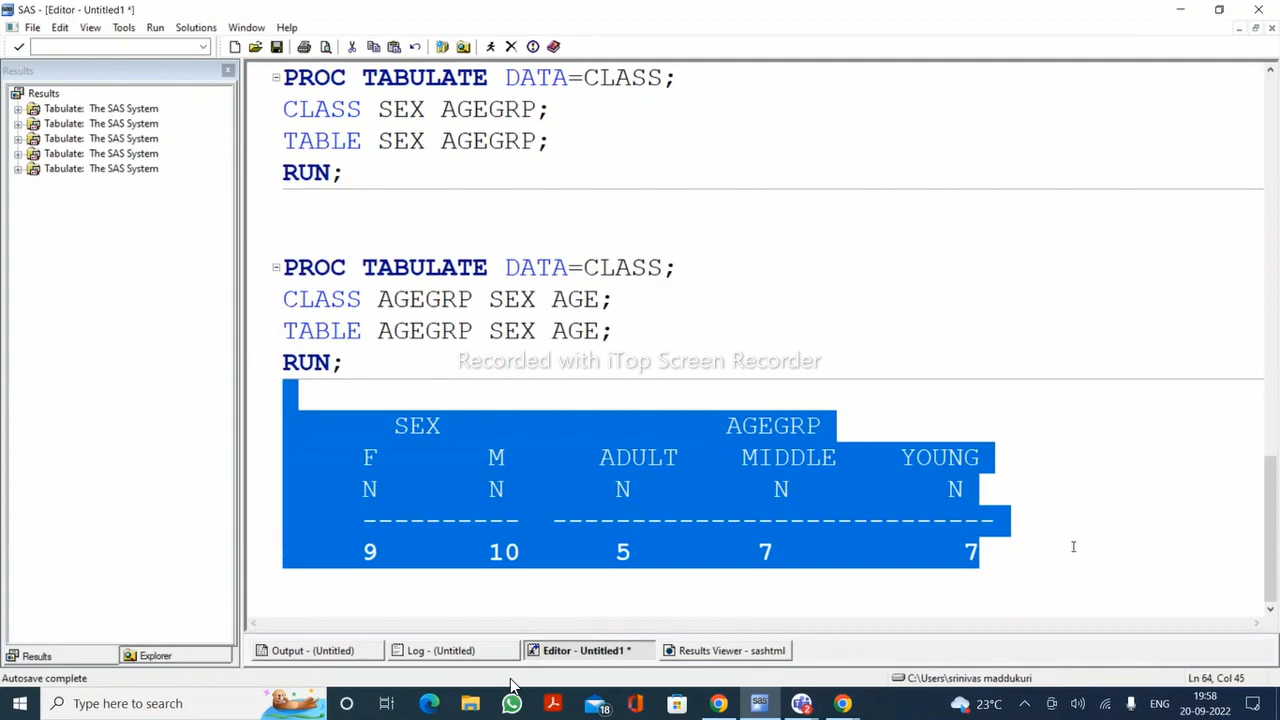 SAS - [Editor - Untitled1 *]
File Edit View Tools Run Solutions Window Help
Results
Results
Tabulate: The SAS System
Tabulate: The SAS System
Tabulate: The SAS System
Tabulate: The SAS System
Tabulate: The SAS System
PROC TABULATE DATA=CLASS;
CLASS SEX AGEGRP;
TABLE SEX AGEGRP;
RUN;
PROC TABULATE DATA=CLASS;
CLASS AGEGRP SEX AGE;
TABLE AGEGRP SEX AGE;
RUN;
Recorded with iTop Screen Recorder
SEX AGEGRP
F M ADULT MIDDLE YOUNG
N N N N N
---------- ----------------------------
9 10 5 7 7
Results Explorer
Output - (Untitled) Log - (Untitled) Editor - Untitled1 * Results Viewer - sashtml
Autosave complete C:\Users\srinivas maddukuri Ln 64, Col 45
Type here to search 18 2 23°C ENG 19:58
20-09-2022